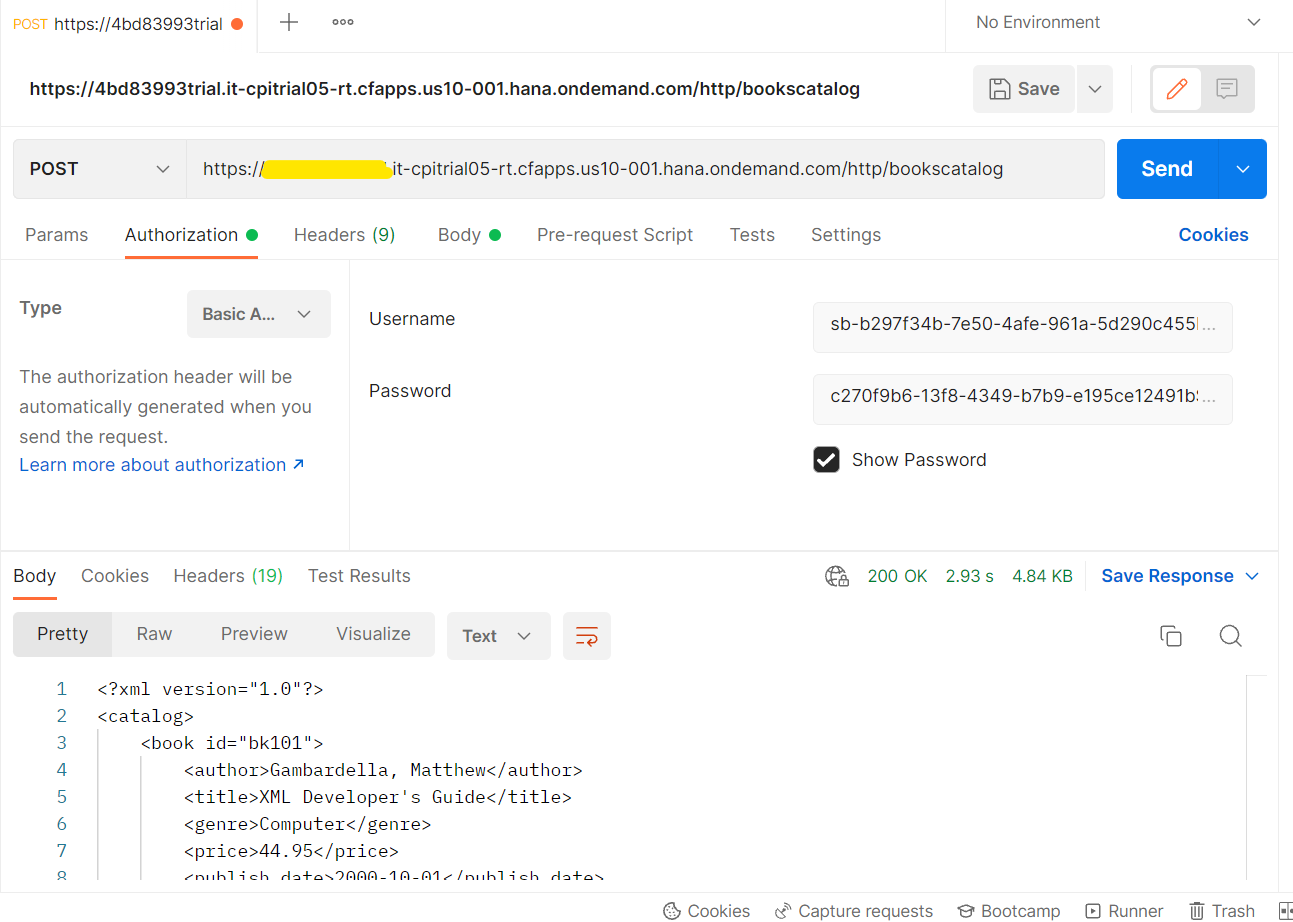 POST https://4bd83993trial
No Environment
https://4bd83993trial.it-cpitrial05-rt.cfapps.us10-001.hana.ondemand.com/http/bookscatalog
Save
POST https://it-cpitrial05-rt.cfapps.us10-001.hana.ondemand.com/http/bookscatalog Send
Params Authorization Headers (9) Body Pre-request Script Tests Settings Cookies
Type Basic A...
The authorization header will be
automatically generated when you
send the request.
Learn more about authorization ↗
Username sb-b297f34b-7e50-4afe-961a-5d290c455...
Password c270f9b6-13f8-4349-b7b9-e195ce12491b...
Show Password
Body Cookies Headers (19) Test Results 200 OK 2.93 s 4.84 KB Save Response
Pretty Raw Preview Visualize Text
1 <?xml version="1.0"?>
2 <catalog>
3 <book id="bk101">
4 <author>Gambardella, Matthew</author>
5 <title>XML Developer's Guide</title>
6 <genre>Computer</genre>
7 <price>44.95</price>
8 <publish_date>2000-10-01</publish_date>
Cookies Capture requests Bootcamp Runner Trash